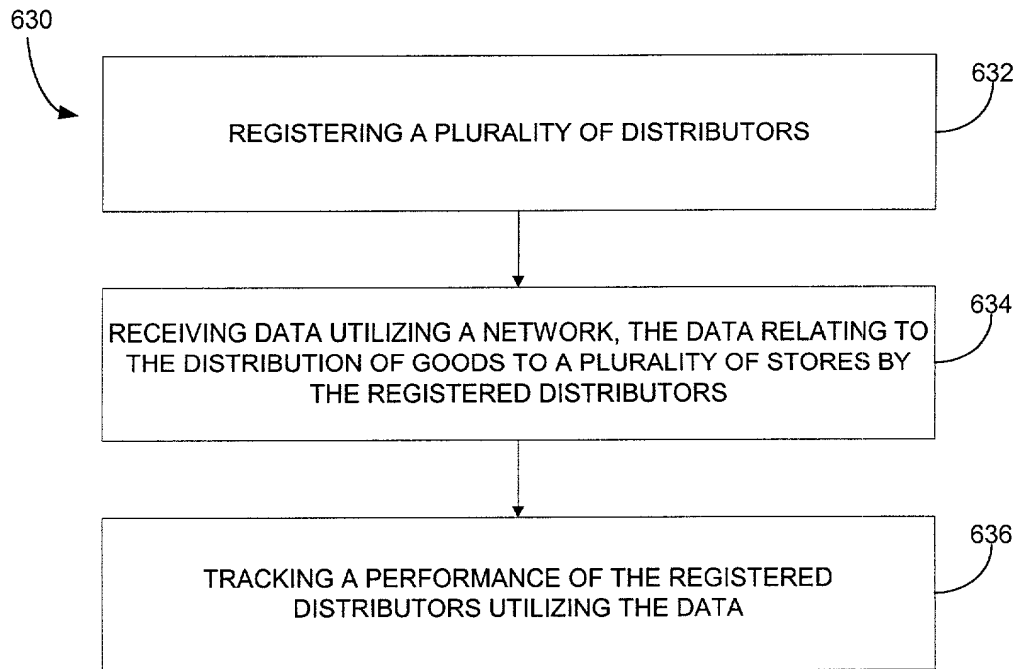 630
632
REGISTERING A PLURALITY OF DISTRIBUTORS
634
RECEIVING DATA UTILIZING A NETWORK, THE DATA RELATING TO
THE DISTRIBUTION OF GOODS TO A PLURALITY OF STORES BY
THE REGISTERED DISTRIBUTORS
636
TRACKING A PERFORMANCE OF THE REGISTERED
DISTRIBUTORS UTILIZING THE DATA